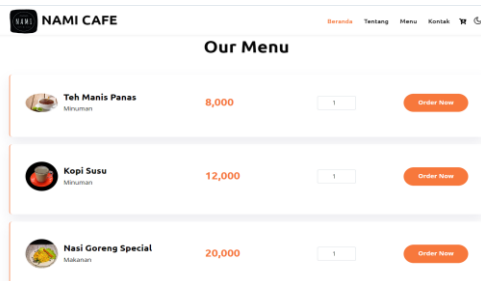 NAMI
NAMI CAFE
Beranda Tentang Menu Kontak
Our Menu
Teh Manis Panas
Minuman
8,000
1
Order Now
Kopi Susu
Minuman
12,000
1
Order Now
Nasi Goreng Special
Makanan
20,000
1
Order Now